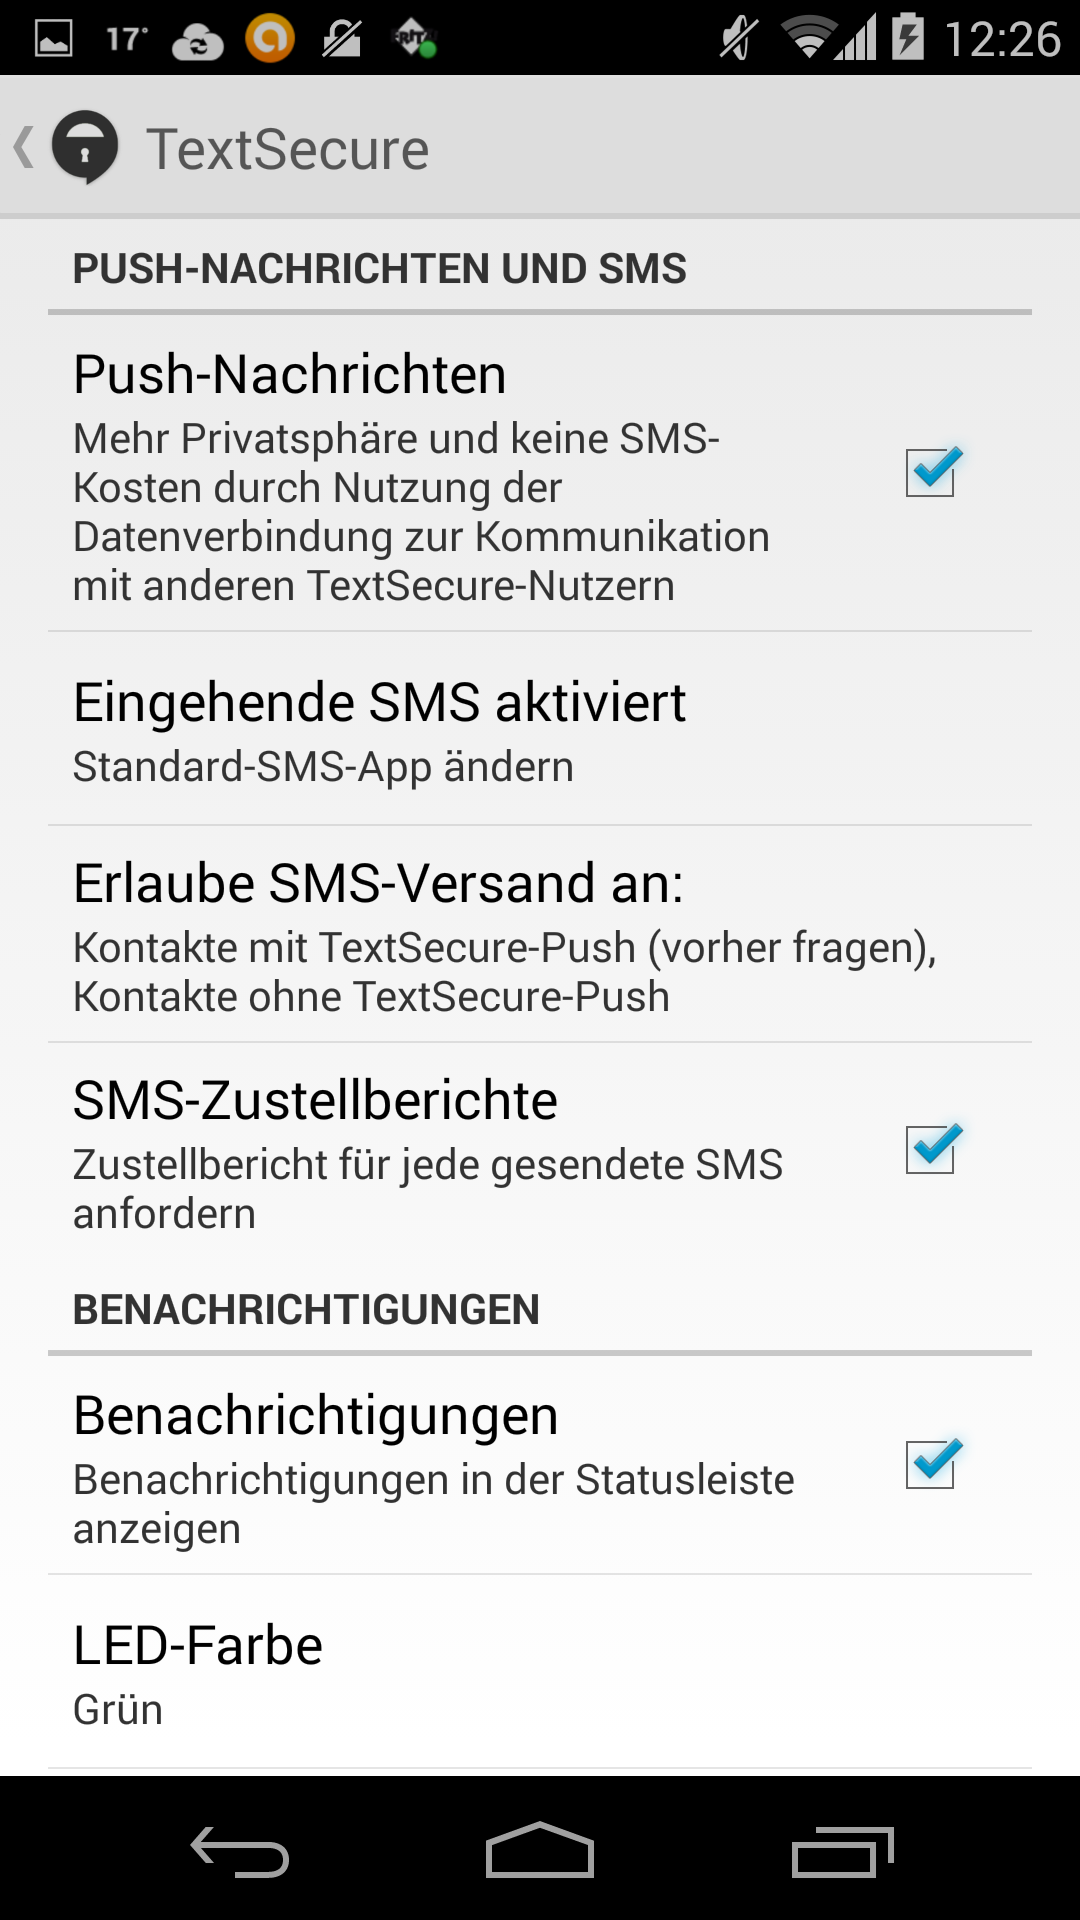 17°
FRITZ!
12:26
TextSecure
PUSH-NACHRICHTEN UND SMS
Push-Nachrichten
Mehr Privatsphäre und keine SMS-
Kosten durch Nutzung der
Datenverbindung zur Kommunikation
mit anderen TextSecure-Nutzern
Eingehende SMS aktiviert
Standard-SMS-App ändern
Erlaube SMS-Versand an:
Kontakte mit TextSecure-Push (vorher fragen),
Kontakte ohne TextSecure-Push
SMS-Zustellberichte
Zustellbericht für jede gesendete SMS
anfordern
BENACHRICHTIGUNGEN
Benachrichtigungen
Benachrichtigungen in der Statusleiste
anzeigen
LED-Farbe
Grün